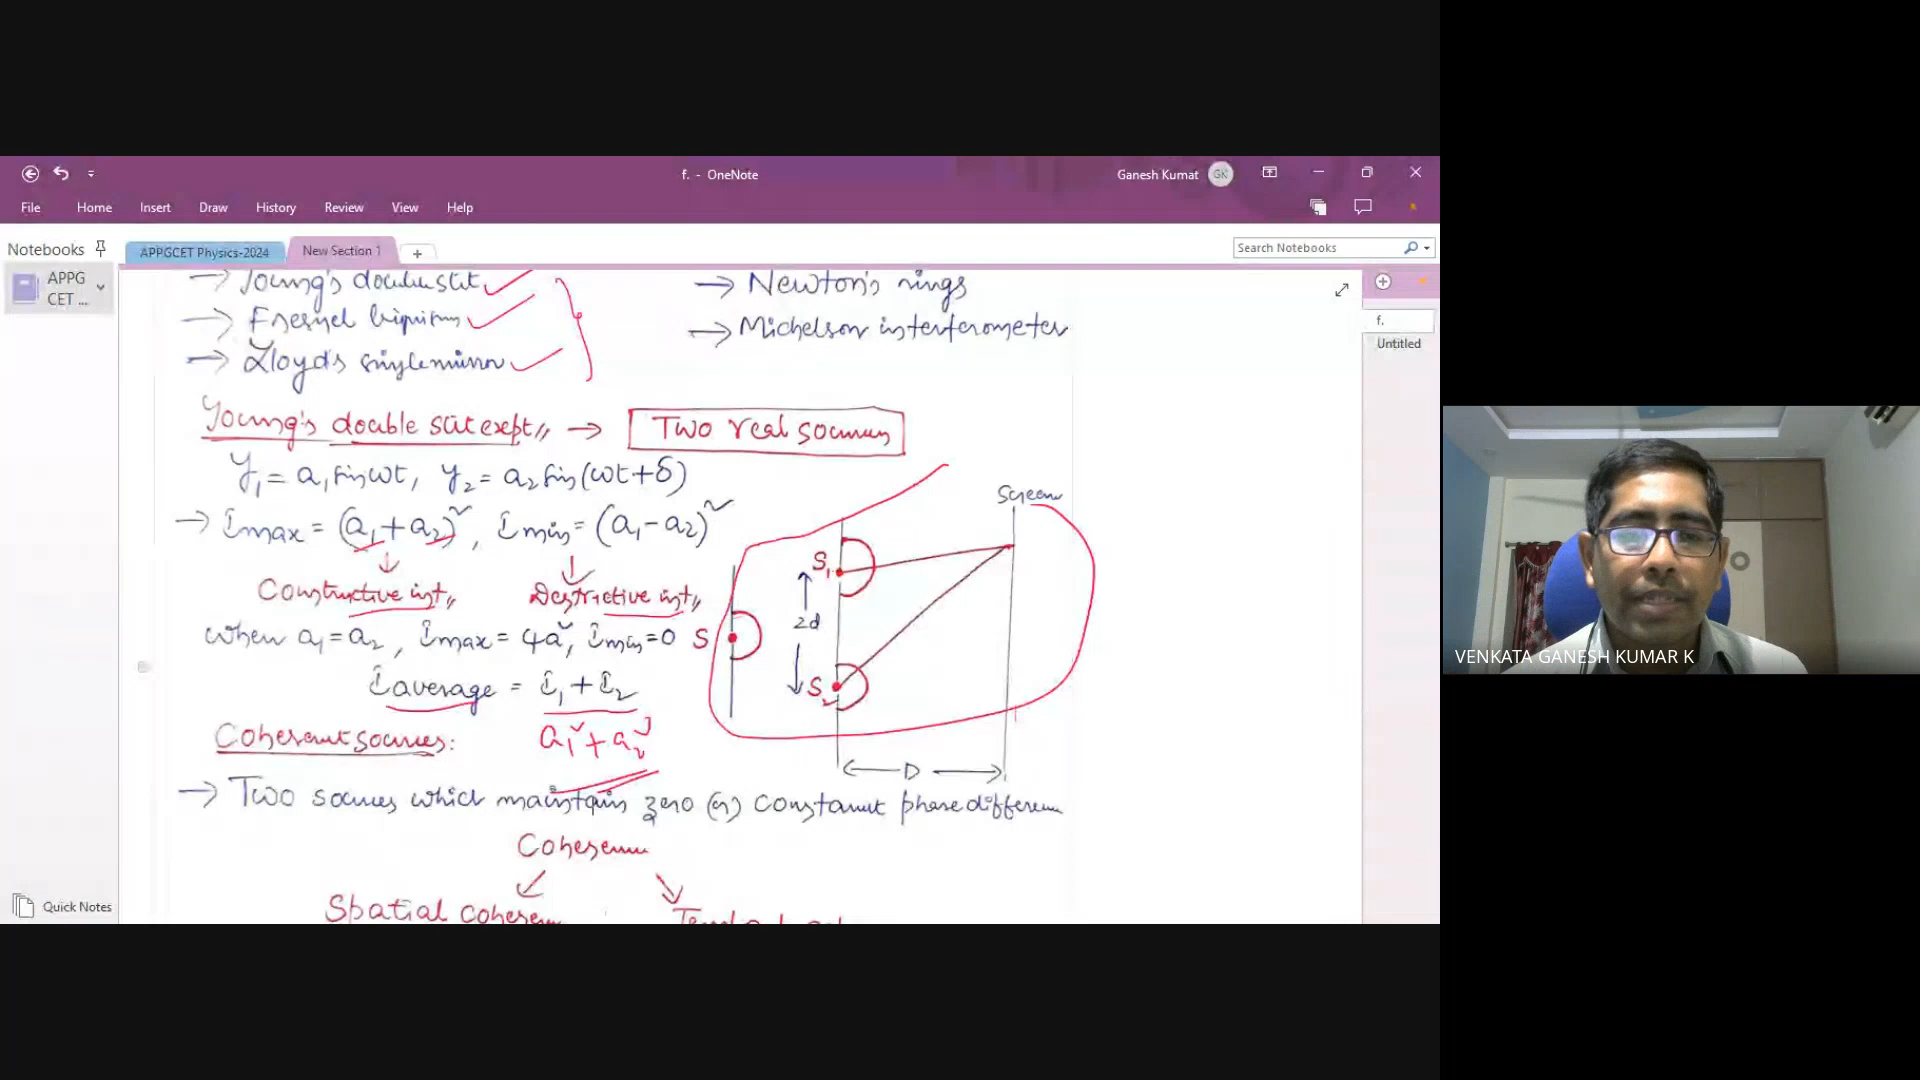 f. - OneNote
Ganesh Kumat GK
File Home Insert Draw History Review View Help
Notebooks
APPGCET Physics-2024 New Section 1
Search Notebooks
APPG
CET ...
f.
Untitled
→ Young's double slit
→ Fresnel biprism
→ Lloyd's single mirror
→ Newton's rings
→ Michelson interferometer
Young's double slit expt → Two real sources
y₁ = a₁ sin ωt, y₂ = a₂ sin(ωt+δ)
→ Imax = (a₁+a₂)², Imin = (a₁-a₂)²
Constructive int, Destrictive int,
when a₁=a₂, Imax = 4a², Imin=0
Iaverage = I₁+I₂
a₁²+a₂²
Screen
S₁
2d
S
S₂
D
Coherent sources:
→ Two sources which maintain zero (or) constant phase difference
Coherence
Spatial coherence
Quick Notes
VENKATA GANESH KUMAR K